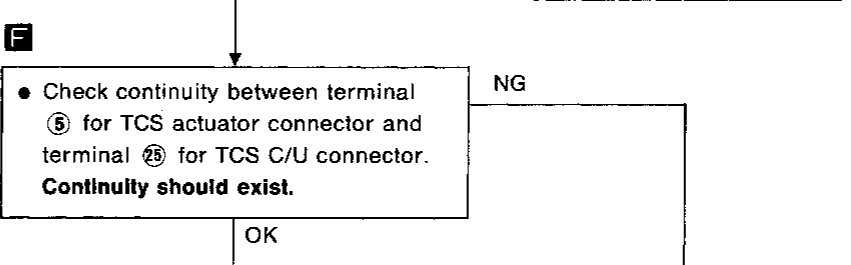 F
● Check continuity between terminal
⑤ for TCS actuator connector and
terminal ㉕ for TCS C/U connector.
Continuity should exist.
NG
OK